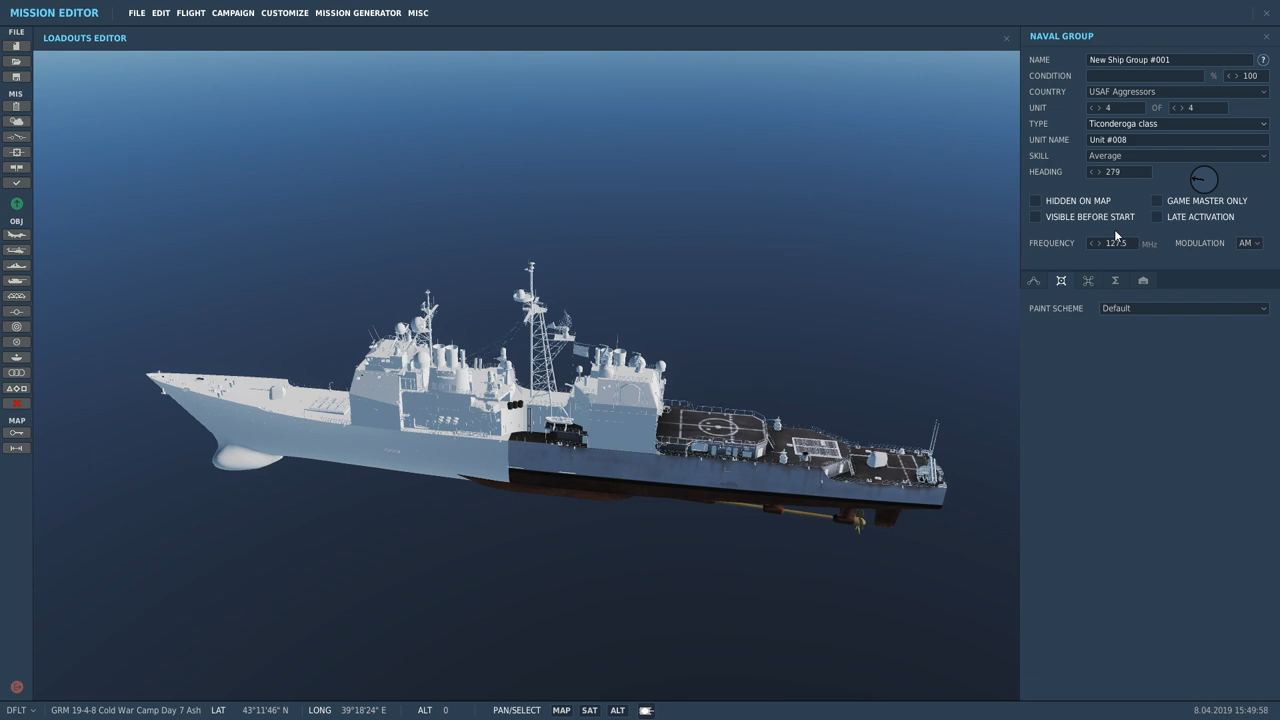 MISSION EDITOR FILE EDIT FLIGHT CAMPAIGN CUSTOMIZE MISSION GENERATOR MISC
FILE
MIS
OBJ
MAP
LOADOUTS EDITOR
NAVAL GROUP
NAME New Ship Group #001 ?
CONDITION % < > 100
COUNTRY USAF Aggressors
UNIT < > 4 OF < > 4
TYPE Ticonderoga class
UNIT NAME Unit #008
SKILL Average
HEADING < > 279
HIDDEN ON MAP GAME MASTER ONLY
VISIBLE BEFORE START LATE ACTIVATION
FREQUENCY < > 127.5 MHz MODULATION AM
PAINT SCHEME Default
DFLT GRM 19-4-8 Cold War Camp Day 7 Ash LAT 43°11'46" N LONG 39°18'24" E ALT 0 PAN/SELECT MAP SAT ALT 8.04.2019 15:49:58